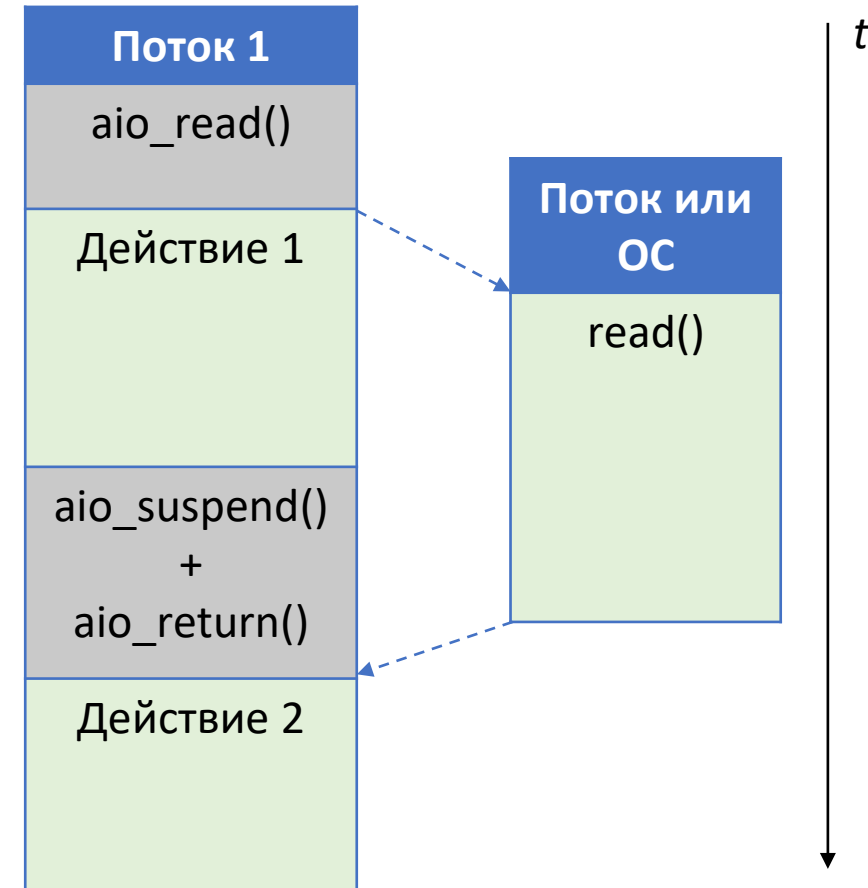 Поток 1
aio_read()
Действие 1
aio_suspend()
+
aio_return()
Действие 2
Поток или
ОС
read()
t